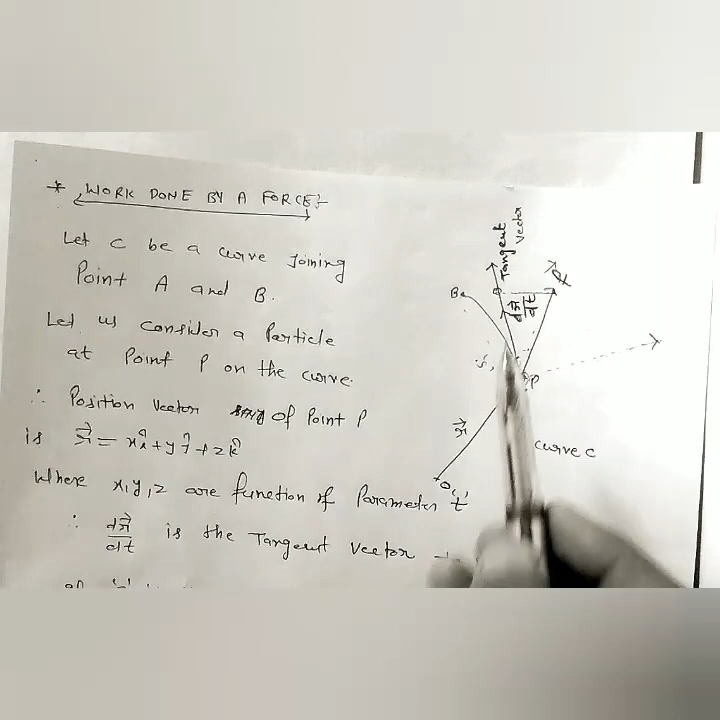 * WORK DONE BY A FORCE:-
Let C be a curve joining
Point A and B.
Let us consider a Particle
at Point P on the curve.
∴ Position Vector of Point P
is r⃗ = xî + yĵ + zk̂
Where x, y, z are function of Parameter 't'
∴ dr⃗/dt is the Tangent Vector
Tangent
Vector
B
dr⃗/dt
P
r⃗
O
curve C